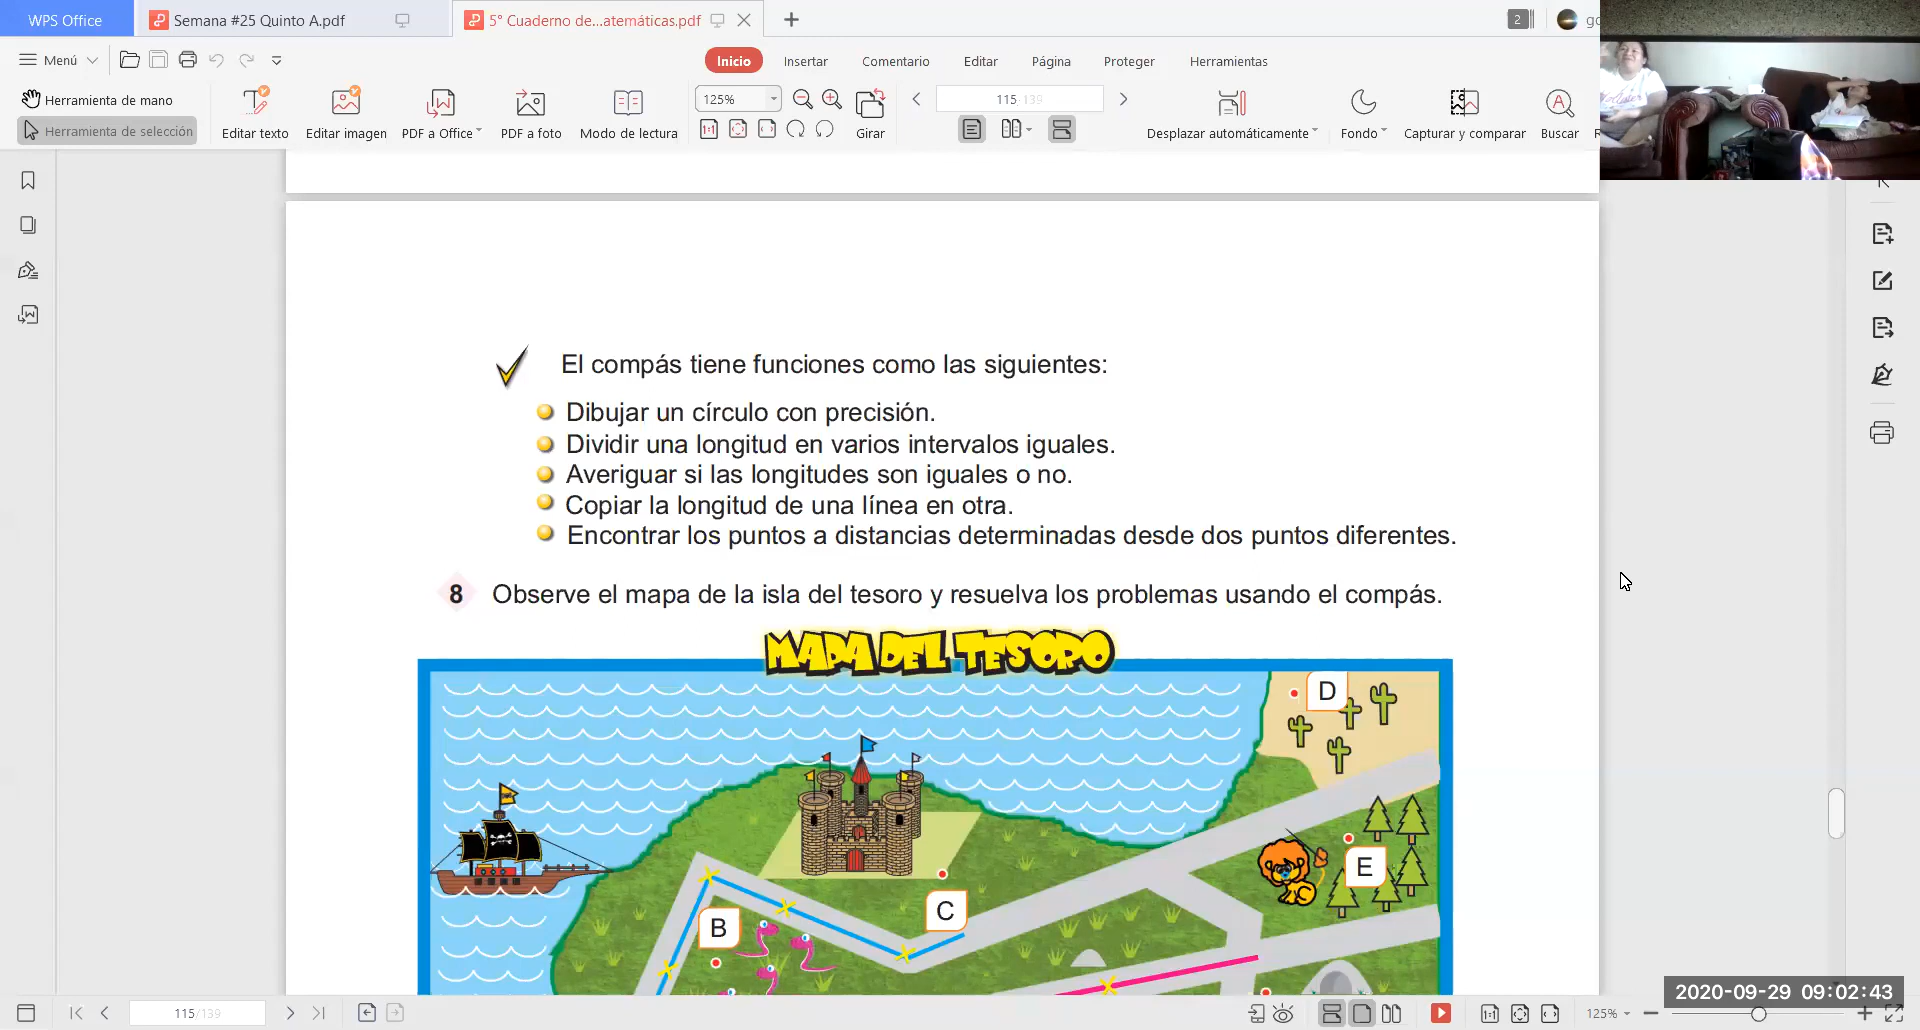 WPS Office
Semana #25 Quinto A.pdf
5° Cuaderno de...atemáticas.pdf
2
Menú
Inicio
Insertar
Comentario
Editar
Página
Proteger
Herramientas
Herramienta de mano
Herramienta de selección
Editar texto
Editar imagen
PDF a Office
PDF a foto
Modo de lectura
125%
Girar
115/139
Desplazar automáticamente
Fondo
Capturar y comparar
Buscar
El compás tiene funciones como las siguientes:
Dibujar un círculo con precisión.
Dividir una longitud en varios intervalos iguales.
Averiguar si las longitudes son iguales o no.
Copiar la longitud de una línea en otra.
Encontrar los puntos a distancias determinadas desde dos puntos diferentes.
8 Observe el mapa de la isla del tesoro y resuelva los problemas usando el compás.
MAPA DEL TESORO
D
E
C
B
2020-09-29 09:02:43
115/139
125%